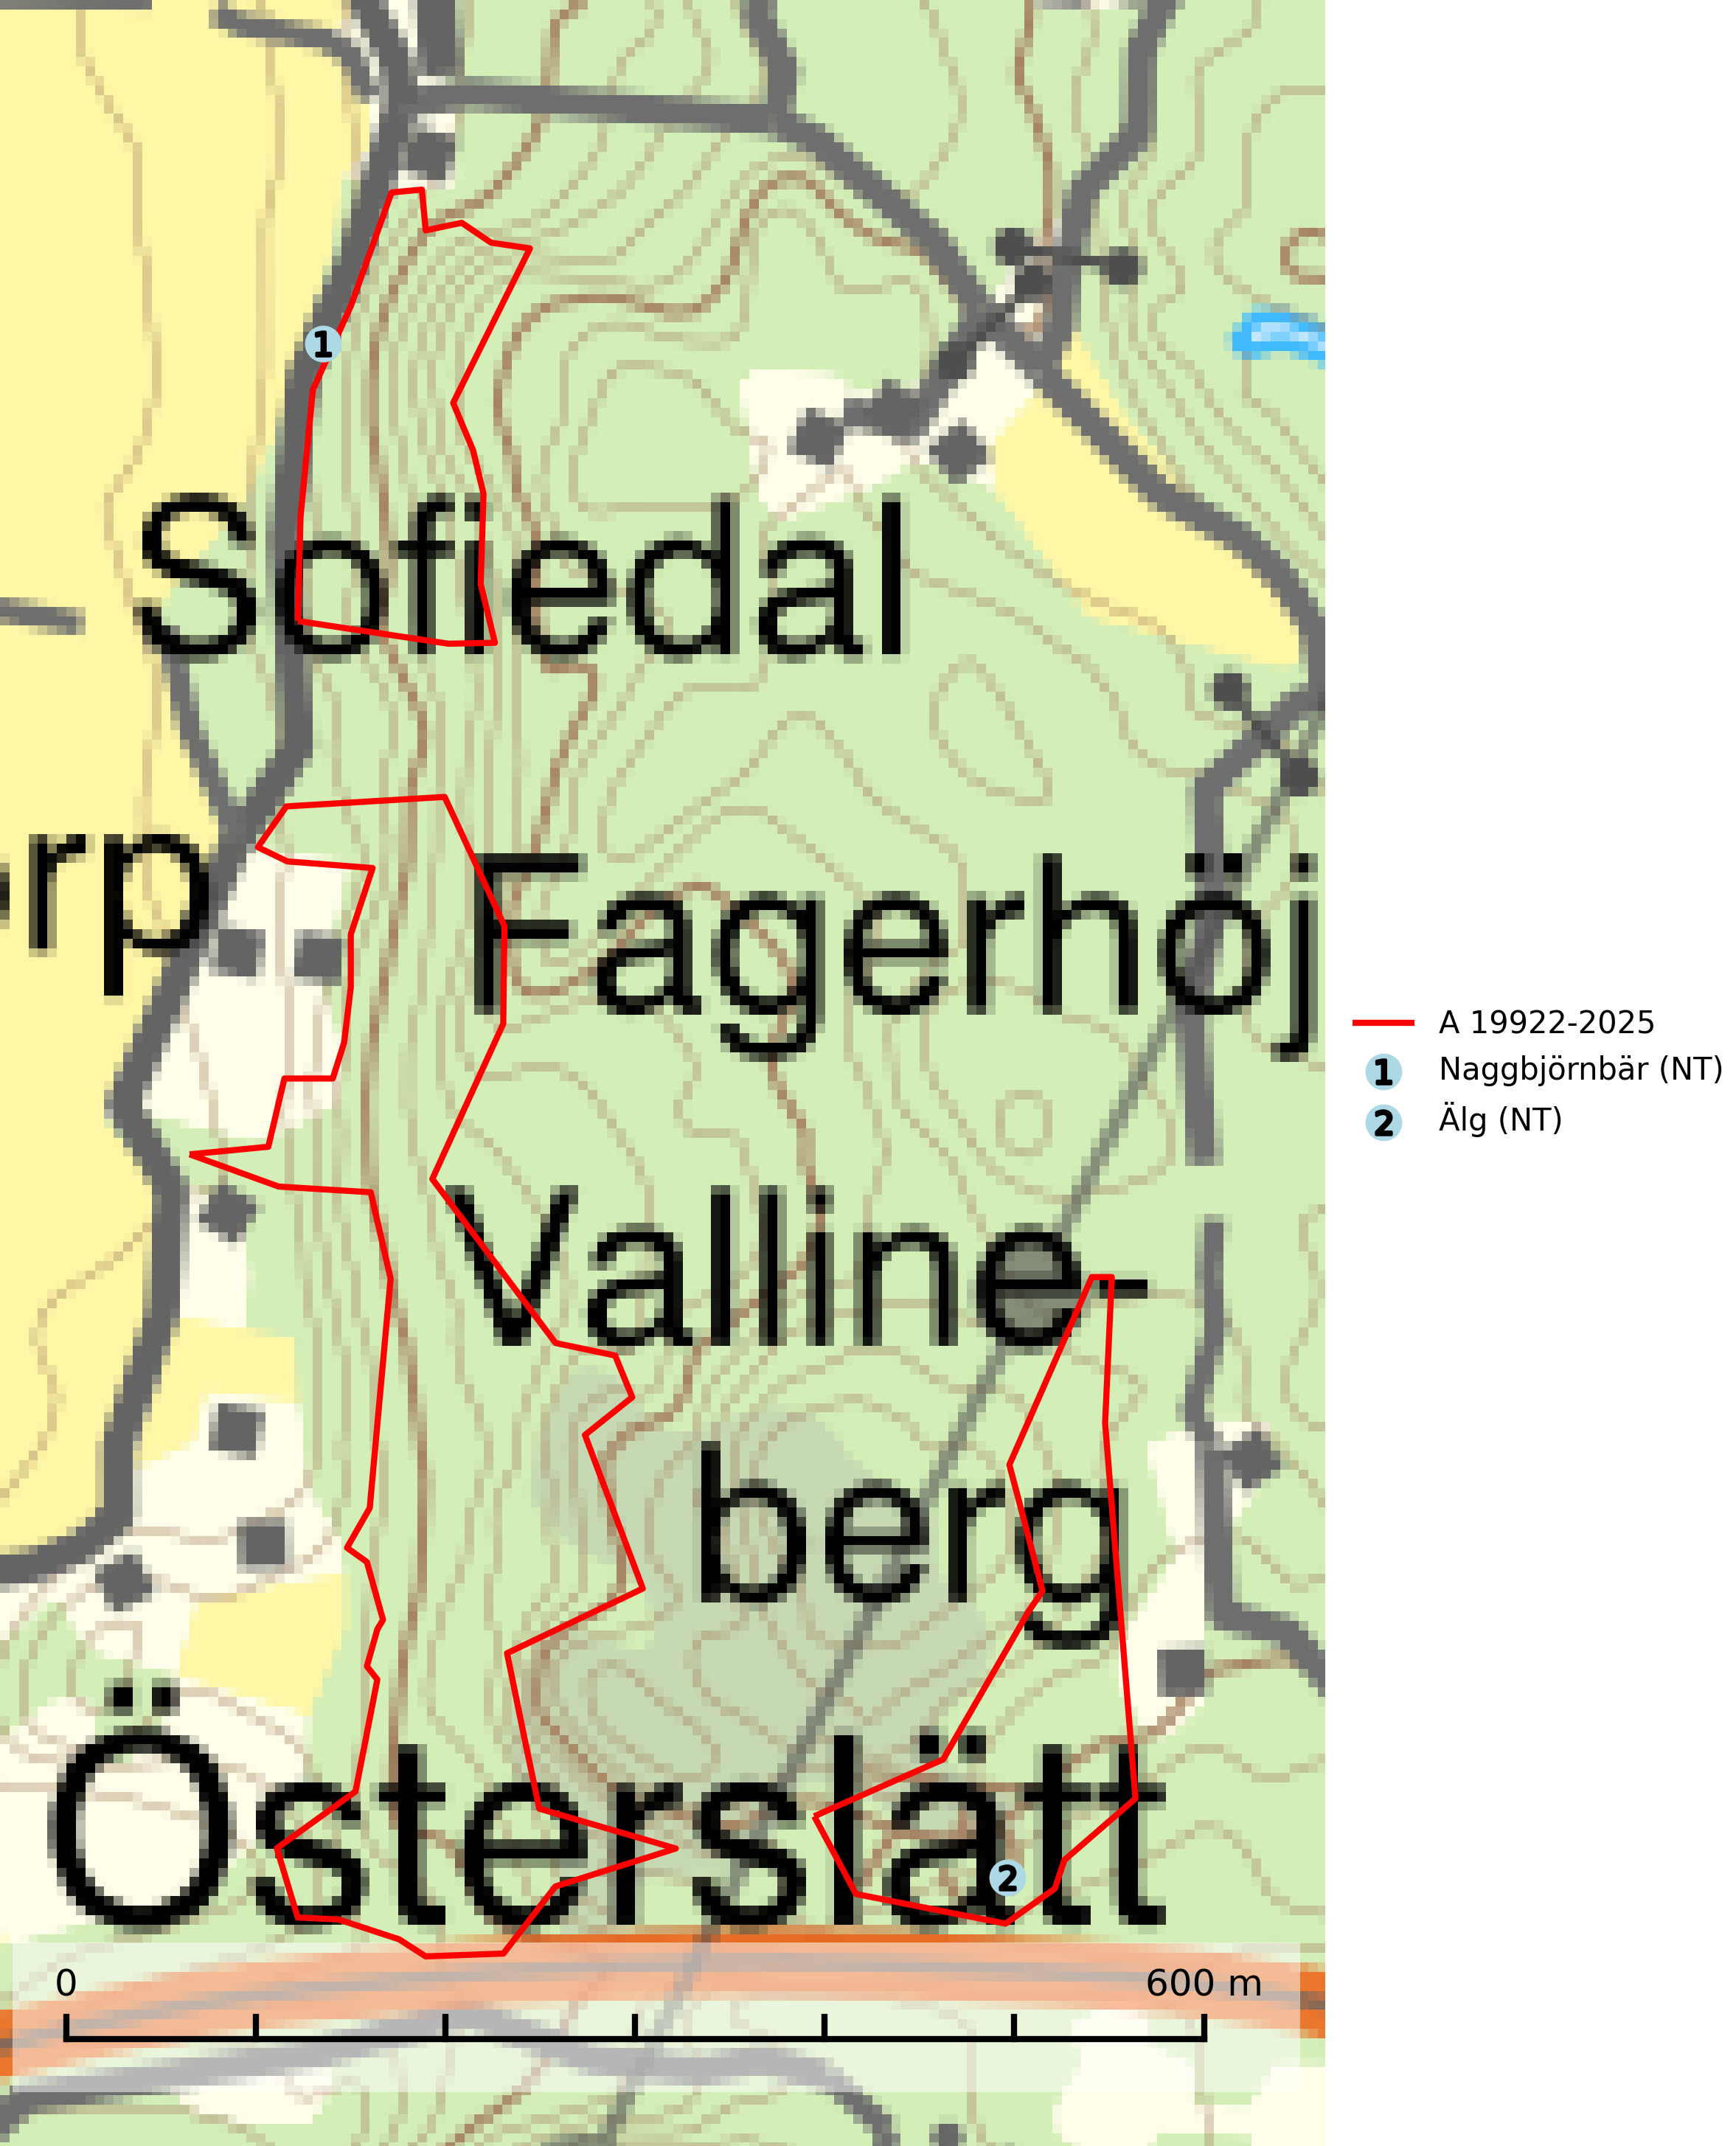 Sofiedal
rp
Fagerhöj
Valline-
berg
Österslätt
0 600 m
A 19922-2025
1 Naggbjörnbär (NT)
2 Älg (NT)
1
2